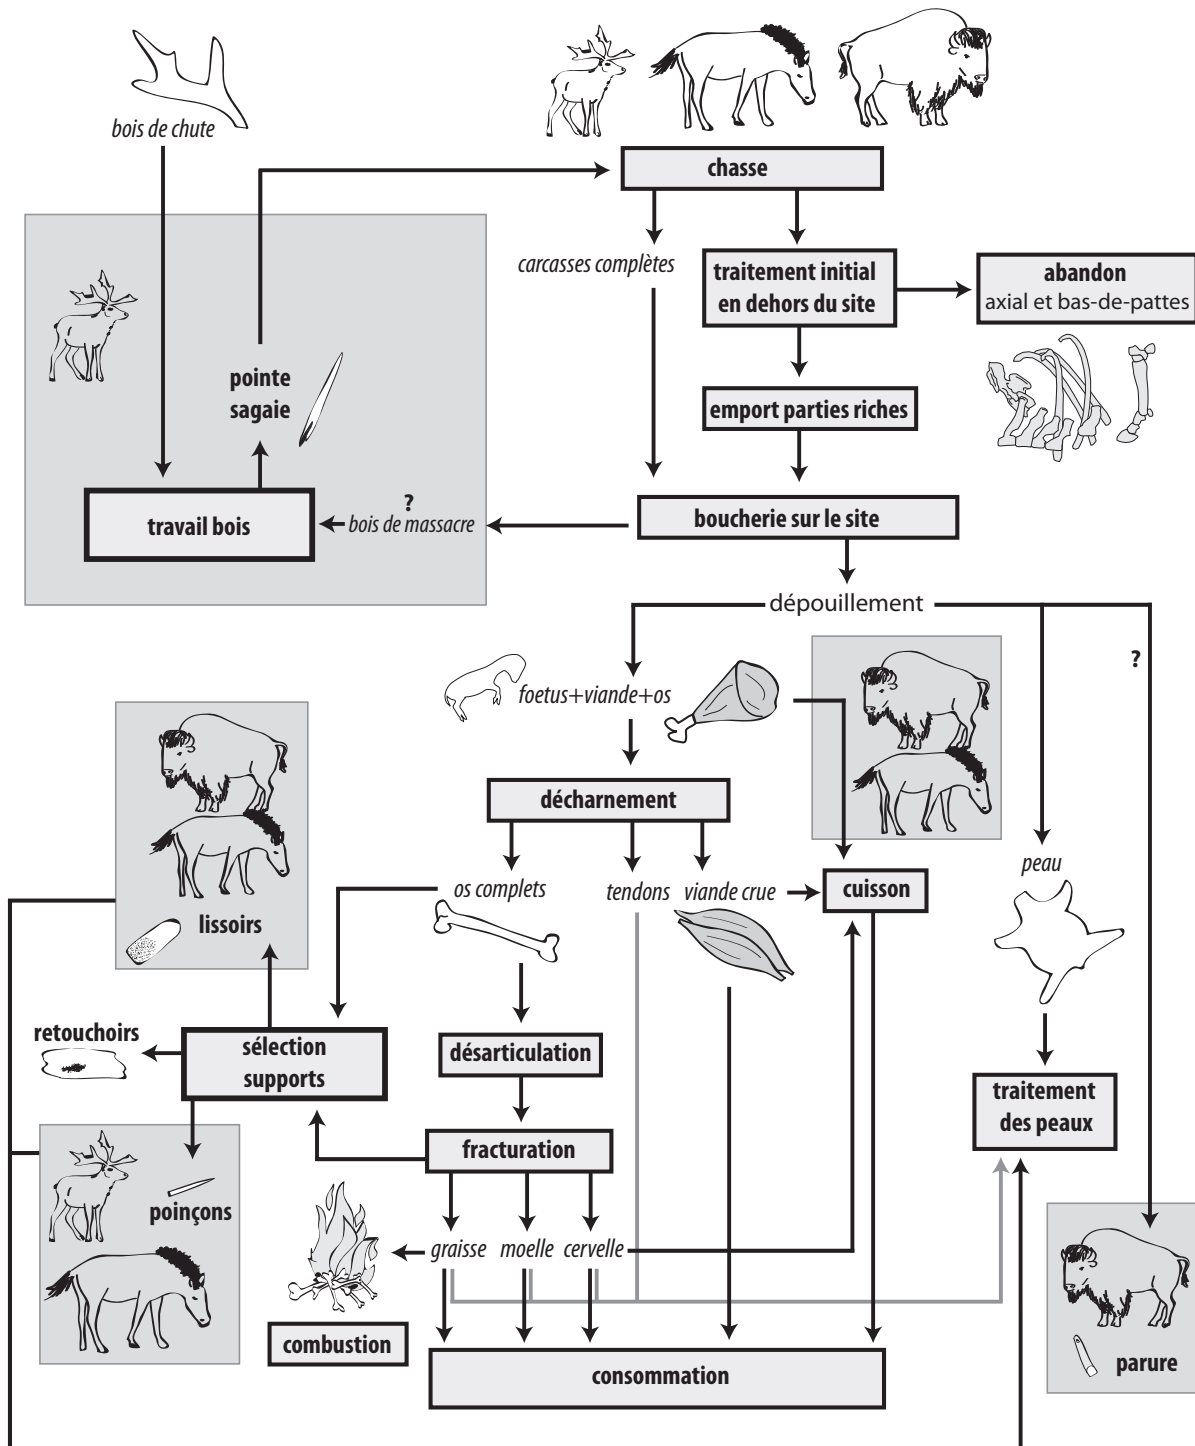 bois de chute
chasse
carcasses complètes
traitement initial
en dehors du site
abandon
axial et bas-de-pattes
pointe
sagaie
emport parties riches
travail bois
?
bois de massacre
boucherie sur le site
dépouillement
?
foetus+viande+os
décharnement
os complets
tendons
viande crue
cuisson
peau
lissoirs
retouchoirs
sélection
supports
désarticulation
traitement
des peaux
fracturation
poinçons
graisse
moelle
cervelle
combustion
consommation
parure